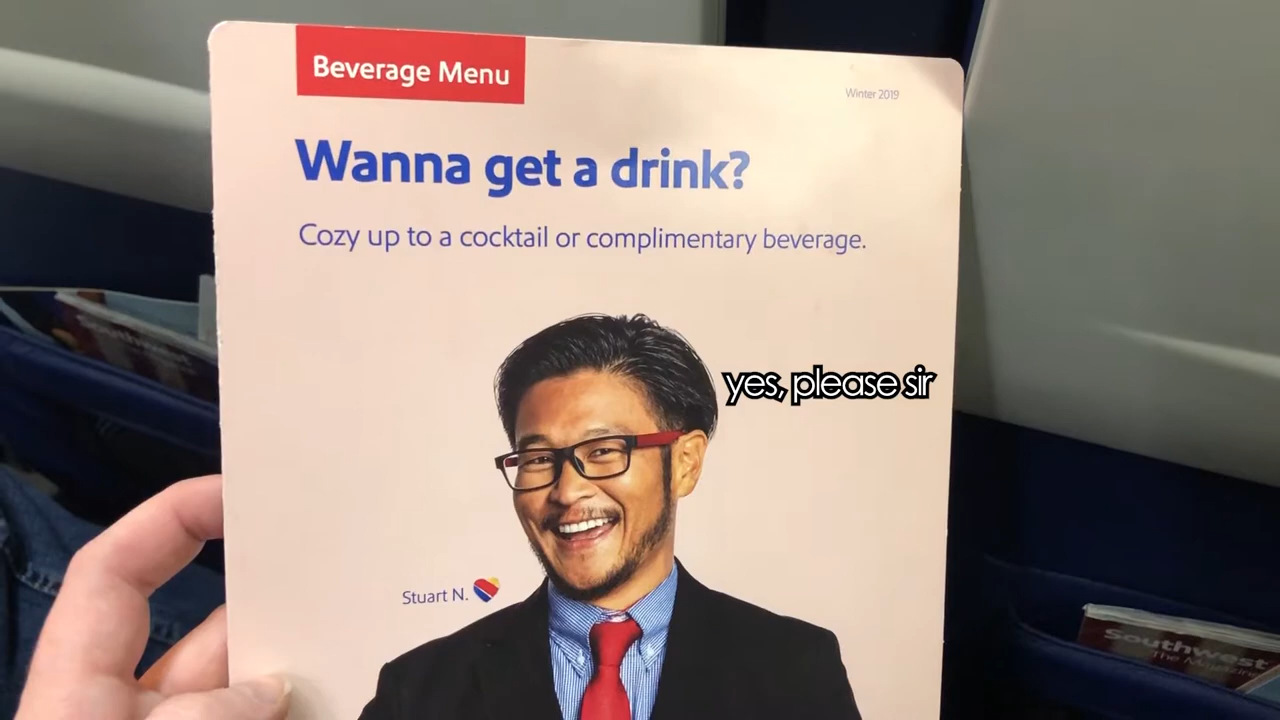 Beverage Menu
Winter 2019
Wanna get a drink?
Cozy up to a cocktail or complimentary beverage.
yes, please sir
Stuart N.
Southwest
Southwest
The Magazine